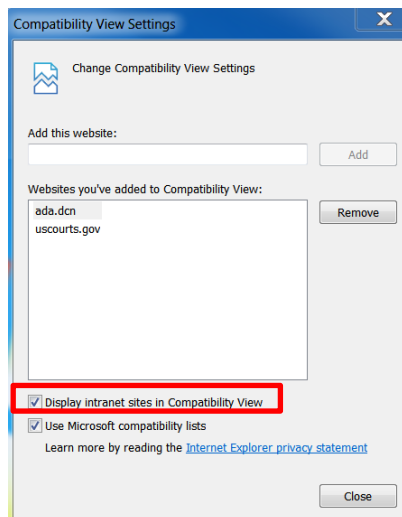 Compatibility View Settings
X
Change Compatibility View Settings
Add this website:
Add
Websites you've added to Compatibility View:
ada.dcn
Remove
uscourts.gov
Display intranet sites in Compatibility View
Use Microsoft compatibility lists
Learn more by reading the Internet Explorer privacy statement
Close